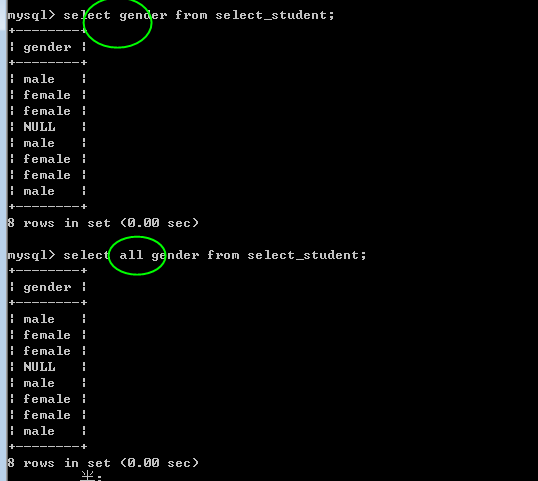 mysql> select gender from select_student;
+--------+
| gender |
+--------+
| male   |
| female |
| female |
| NULL   |
| male   |
| female |
| female |
| male   |
+--------+
8 rows in set (0.00 sec)
mysql> select all gender from select_student;
+--------+
| gender |
+--------+
| male   |
| female |
| female |
| NULL   |
| male   |
| female |
| female |
| male   |
+--------+
8 rows in set (0.00 sec)
半: